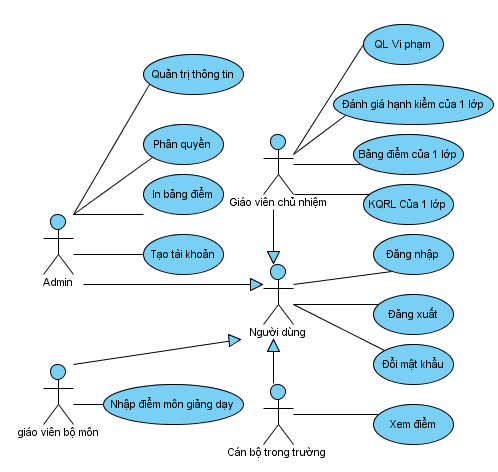 QL Vi phạm
Quản trị thông tin
Đánh giá hạnh kiểm của 1 lớp
Phân quyền
Bảng điểm của 1 lớp
In bảng điểm
Giáo viên chủ nhiệm
KQRL Của 1 lớp
Tạo tài khoản
Đăng nhập
Admin
Đăng xuất
Người dùng
Đổi mật khẩu
Nhập điểm môn giảng dạy
giáo viên bộ môn
Xem điểm
Cán bộ trong trường